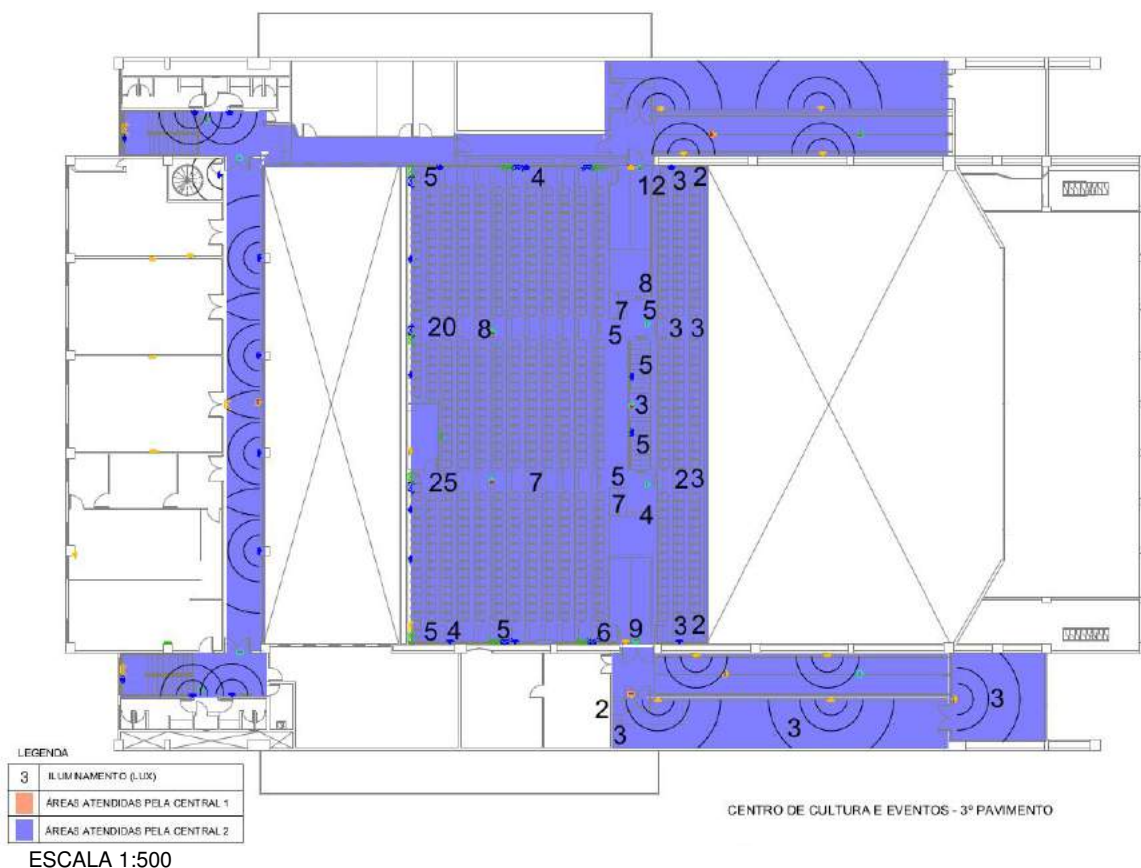 5 4 12 3 2
8
7 5
20 8 5 3 3
5
3
5
25 7 5 23
7 4
5 4 5 6 9 3 2
2 3 3 3
LEGENDA
3 ILUMINAMENTO (LUX)
ÁREAS ATENDIDAS PELA CENTRAL 1
ÁREAS ATENDIDAS PELA CENTRAL 2
CENTRO DE CULTURA E EVENTOS - 3º PAVIMENTO
ESCALA 1:500